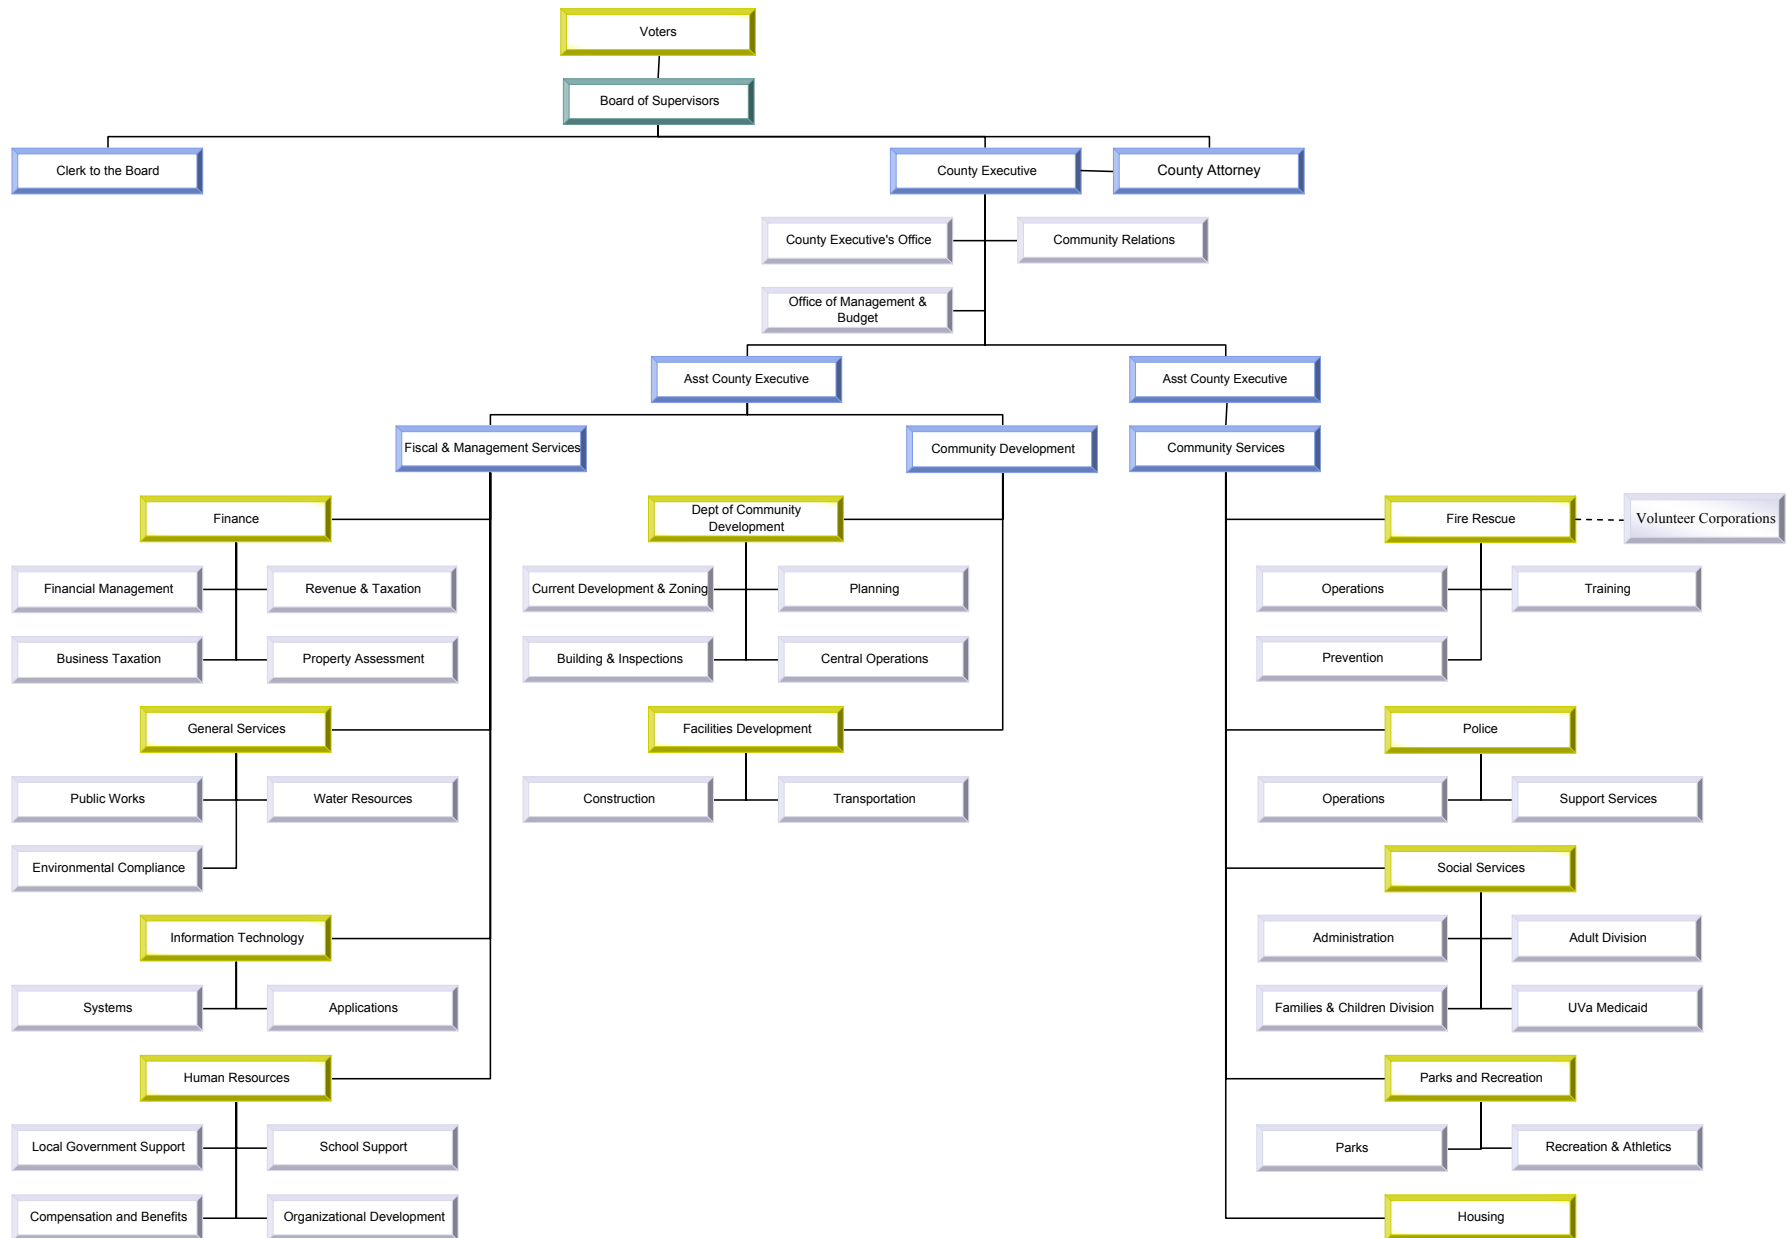 Voters
Board of Supervisors
Clerk to the Board
County Executive
County Attorney
County Executive's Office
Community Relations
Office of Management &
Budget
Asst County Executive
Asst County Executive
Fiscal & Management Services
Community Development
Community Services
Finance
Dept of Community
Development
Fire Rescue
Volunteer Corporations
Financial Management
Revenue & Taxation
Current Development & Zoning
Planning
Operations
Training
Business Taxation
Property Assessment
Building & Inspections
Central Operations
Prevention
General Services
Facilities Development
Police
Public Works
Water Resources
Construction
Transportation
Operations
Support Services
Environmental Compliance
Social Services
Information Technology
Administration
Adult Division
Systems
Applications
Families & Children Division
UVa Medicaid
Human Resources
Parks and Recreation
Local Government Support
School Support
Parks
Recreation & Athletics
Compensation and Benefits
Organizational Development
Housing